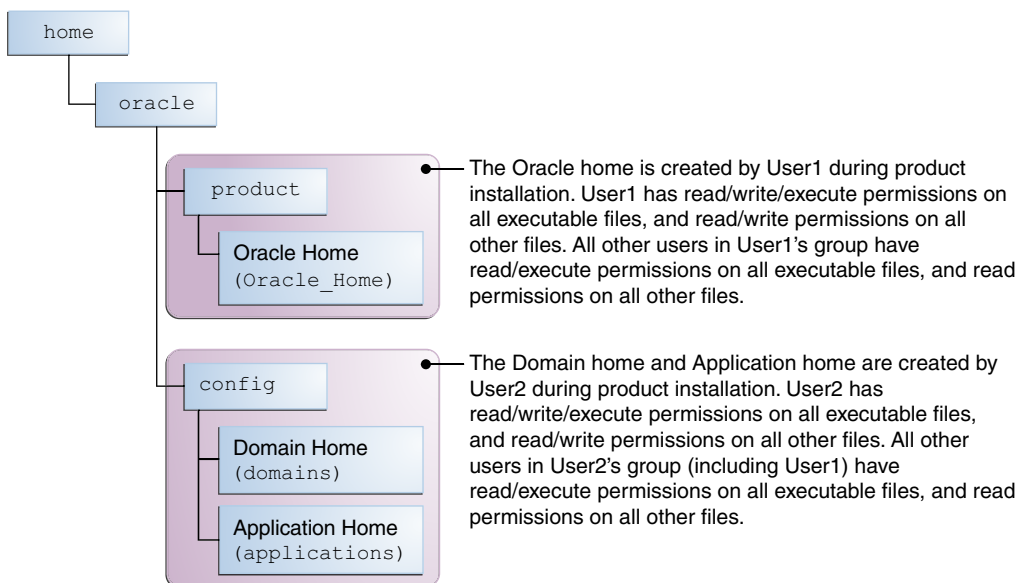 home
oracle
product
Oracle Home
(Oracle_Home)
The Oracle home is created by User1 during product
installation. User1 has read/write/execute permissions on
all executable files, and read/write permissions on all
other files. All other users in User1's group have
read/execute permissions on all executable files, and read
permissions on all other files.
config
Domain Home
(domains)
Application Home
(applications)
The Domain home and Application home are created by
User2 during product installation. User2 has
read/write/execute permissions on all executable files,
and read/write permissions on all other files. All other
users in User2's group (including User1) have
read/execute permissions on all executable files, and read
permissions on all other files.